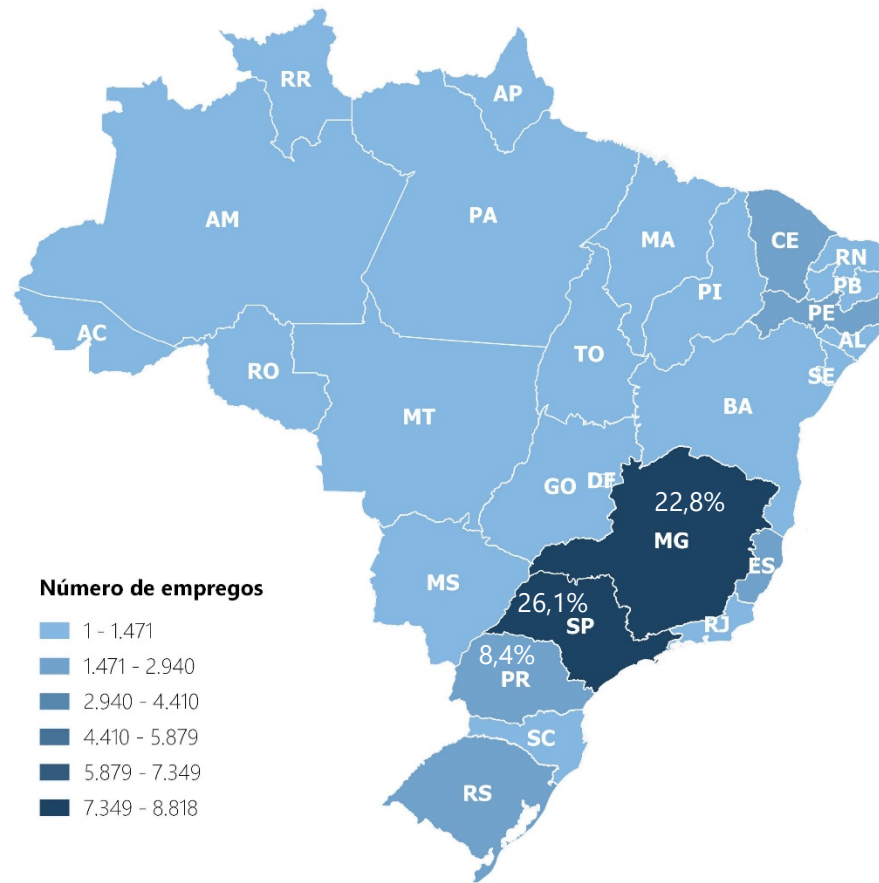 RR
AP
AM
PA
MA
CE
RN
PB
PI
PE
AL
SE
AC
RO
TO
BA
MT
GO
DF
22,8%
MG
ES
MS
26,1%
SP
RJ
8,4%
PR
SC
RS
Número de empregos
1 - 1.471
1.471 - 2.940
2.940 - 4.410
4.410 - 5.879
5.879 - 7.349
7.349 - 8.818